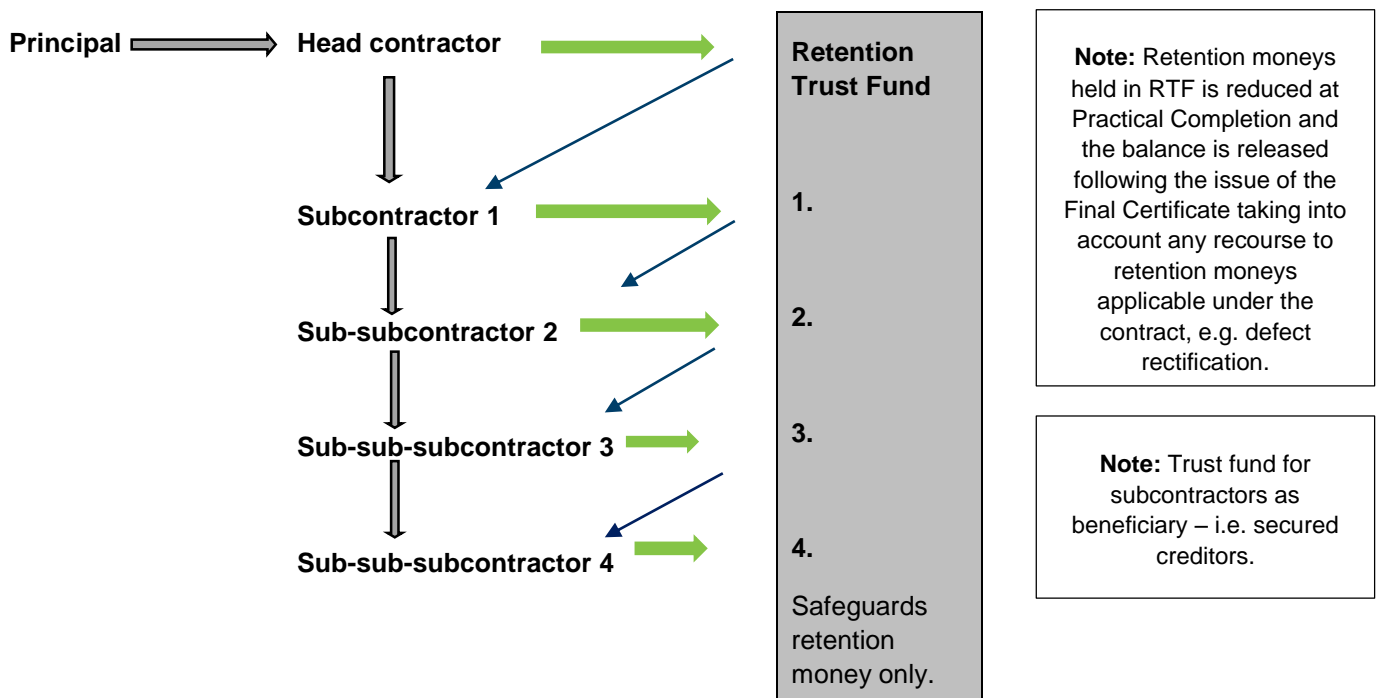 Principal
Head contractor
Subcontractor 1
Sub-subcontractor 2
Sub-sub-subcontractor 3
Sub-sub-subcontractor 4
Retention
Trust Fund
1.
2.
3.
4.
Safeguards
retention
money only.
Note: Retention moneys
held in RTF is reduced at
Practical Completion and
the balance is released
following the issue of the
Final Certificate taking into
account any recourse to
retention moneys
applicable under the
contract, e.g. defect
rectification.
Note: Trust fund for
subcontractors as
beneficiary – i.e. secured
creditors.